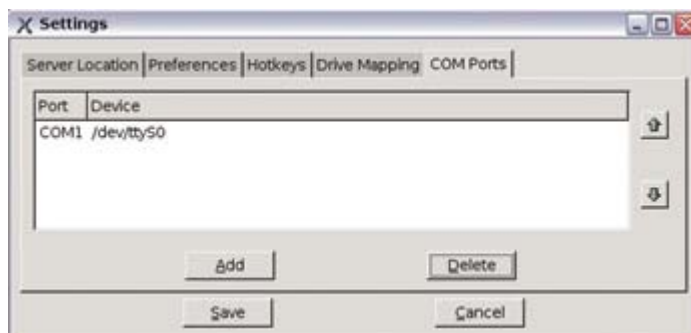 Settings
Server Location Preferences Hotkeys Drive Mapping COM Ports
Port Device
COM1 /dev/ttyS0
Add Delete
Save Cancel